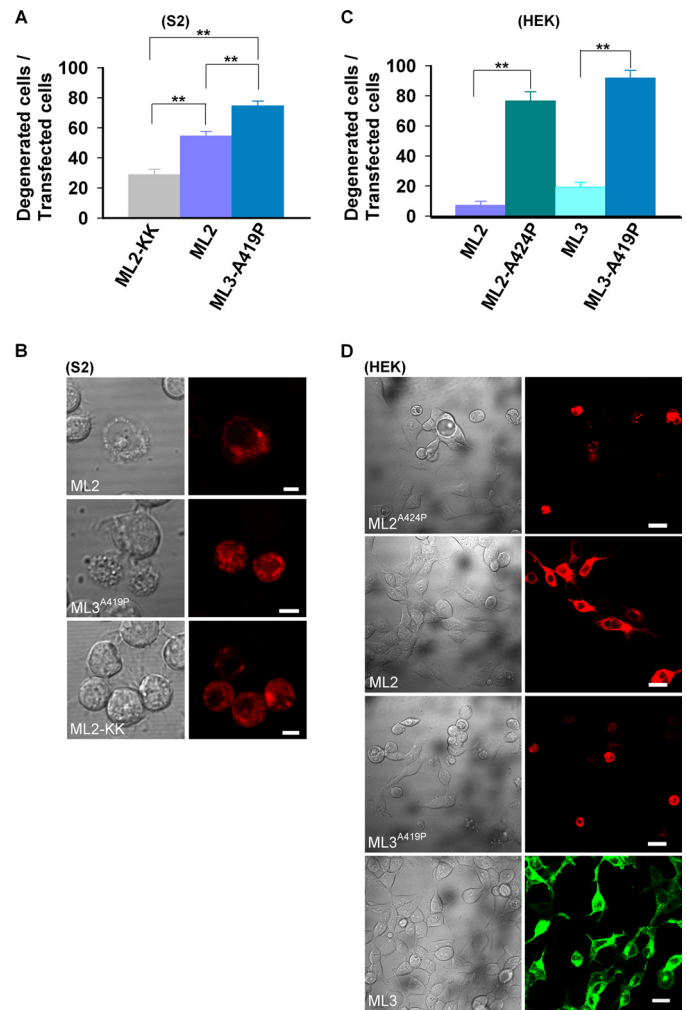 A
(S2)
Degenerated cells /
Transfected cells
100
80
60
40
20
0
**
**
**
ML2-KK
ML2
ML3-A419P
C
(HEK)
Degenerated cells /
Transfected cells
100
80
60
40
20
0
**
**
ML2
ML2-A424P
ML3
ML3-A419P
B
(S2)
ML2
ML3A419P
ML2-KK
D
(HEK)
ML2A424P
ML2
ML3A419P
ML3